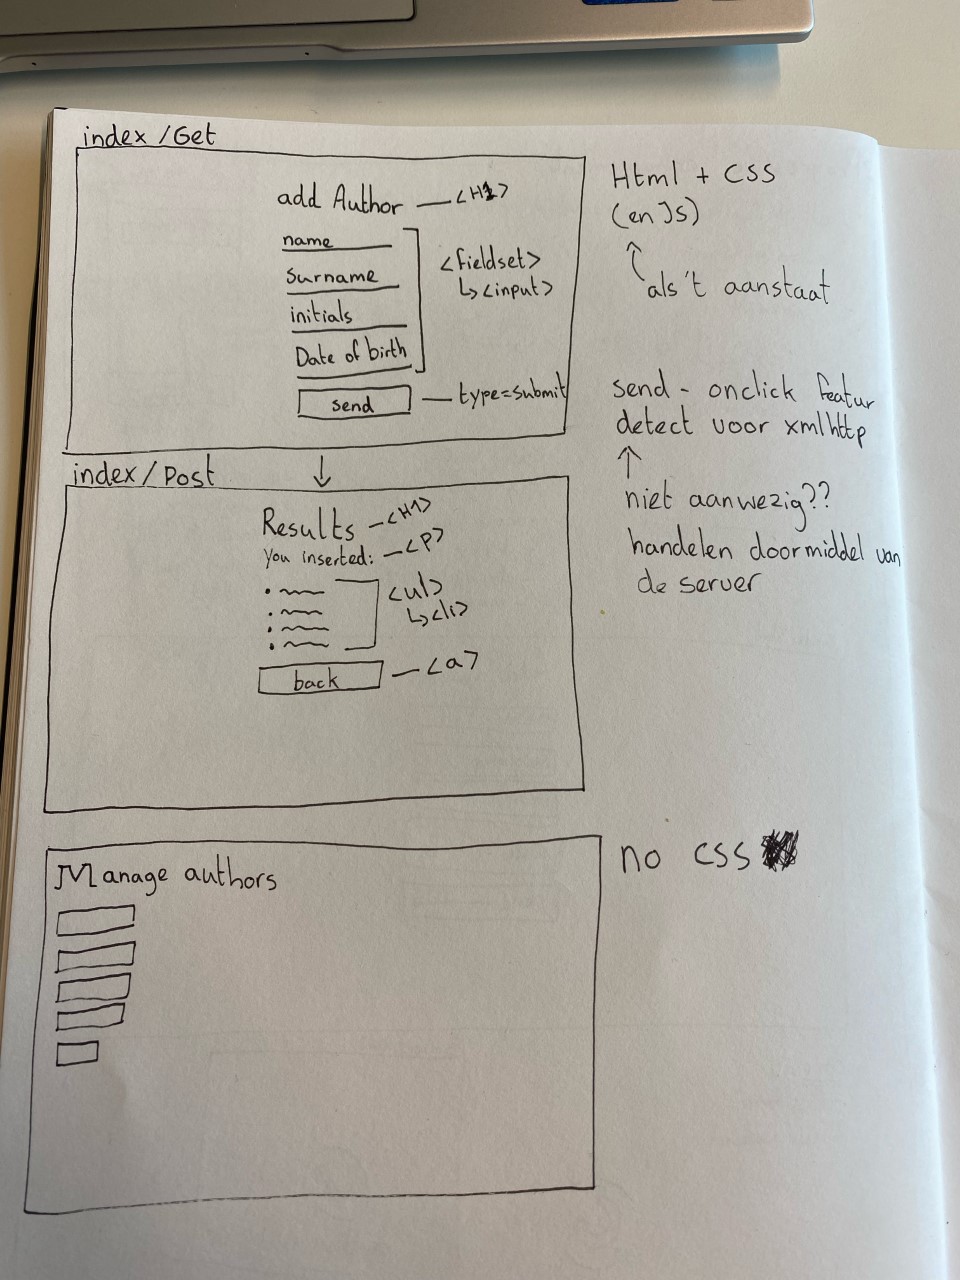 index / Get
add Author — <H1>
name
Surname
initials
Date of birth
<fieldset>
↳ <input>
send — type=submit
Html + CSS
(en JS)
als 't aanstaat
send - onclick featur
detect voor xmlhttp
niet aanwezig??
handelen doormiddel van
de server
index / Post
Results — <H1>
You inserted: — <P>
<ul>
↳ <li>
back — <a>
Manage authors
no css